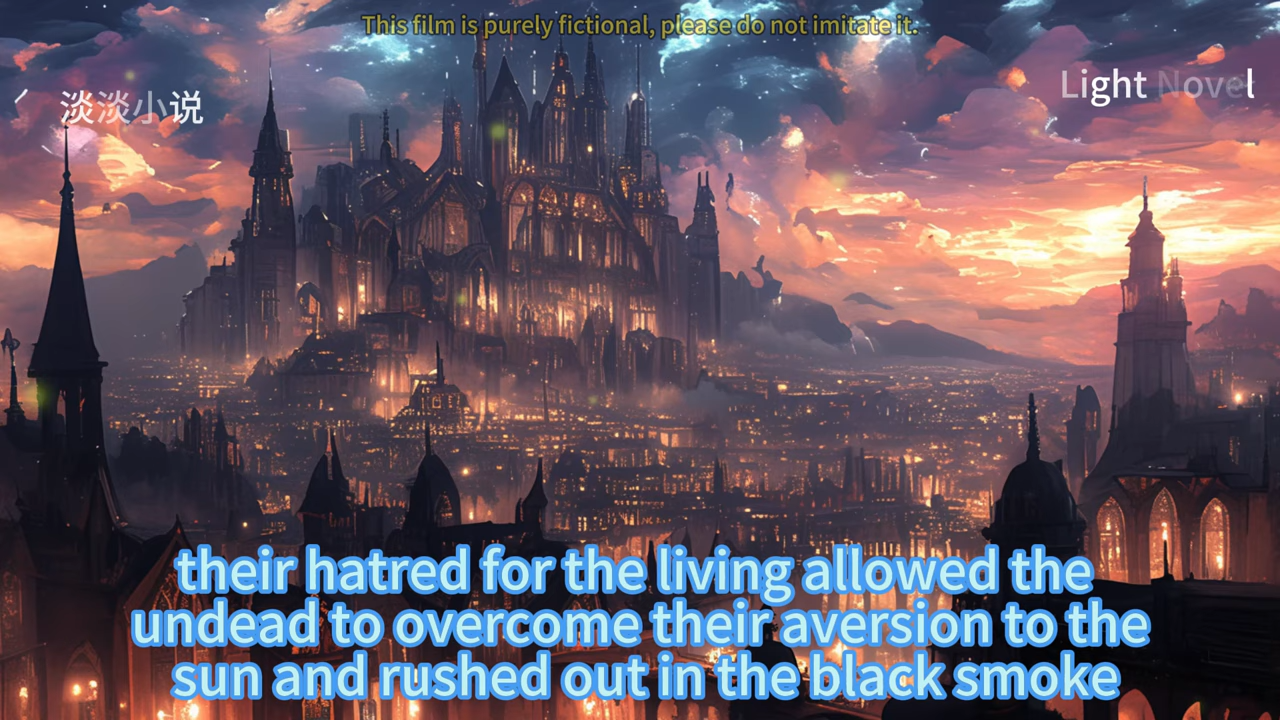 This film is purely fictional, please do not imitate it.
Light Novel
淡淡小说
their hatred for the living allowed the
undead to overcome their aversion to the
sun and rushed out in the black smoke